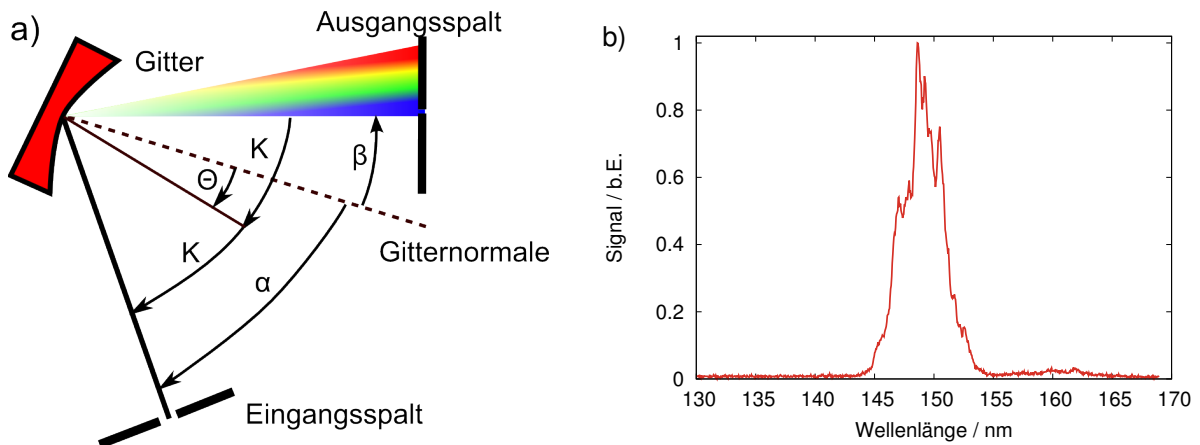 a)
Ausgangsspalt
Gitter
K
β
Θ
K
Gitternormale
α
Eingangsspalt
b)
Signal / b.E.
1
0.8
0.6
0.4
0.2
0
130 135 140 145 150 155 160 165 170
Wellenlänge / nm